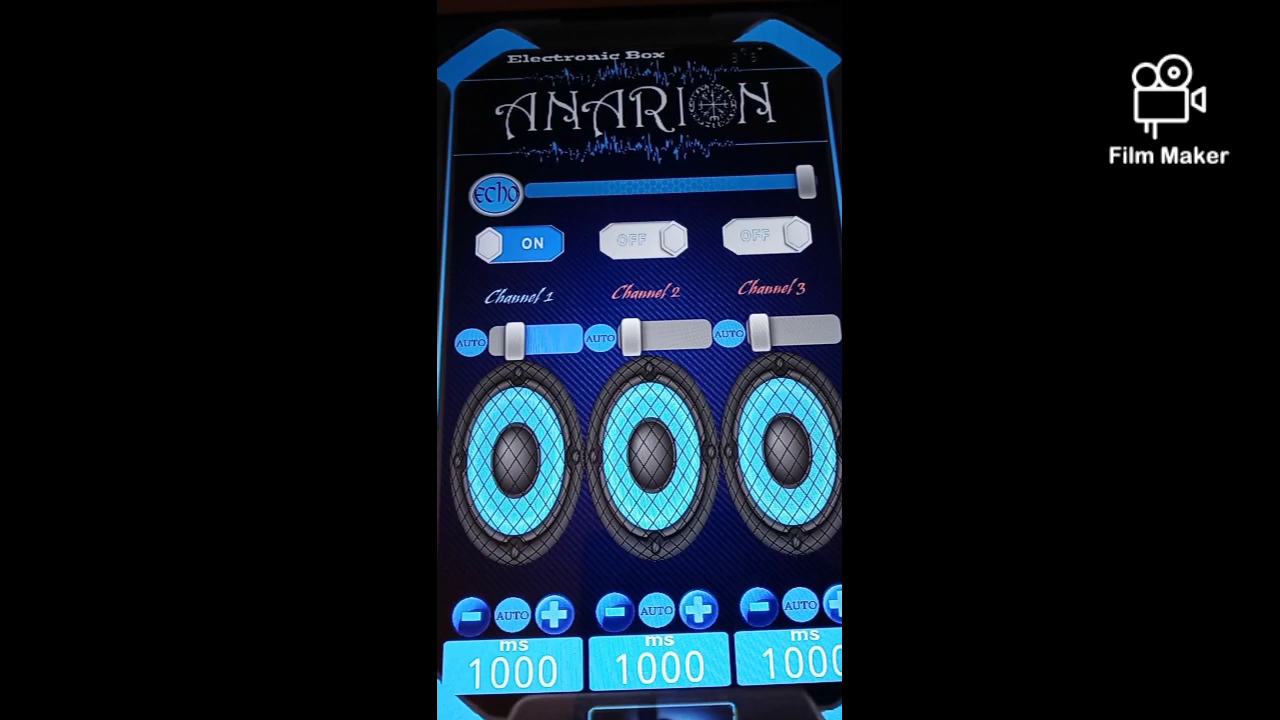 Electronic Box
ANARION
Film Maker
ECHO
ON OFF OFF
Channel 1 Channel 2 Channel 3
AUTO AUTO AUTO
AUTO AUTO AUTO
ms ms ms
1000 1000 1000